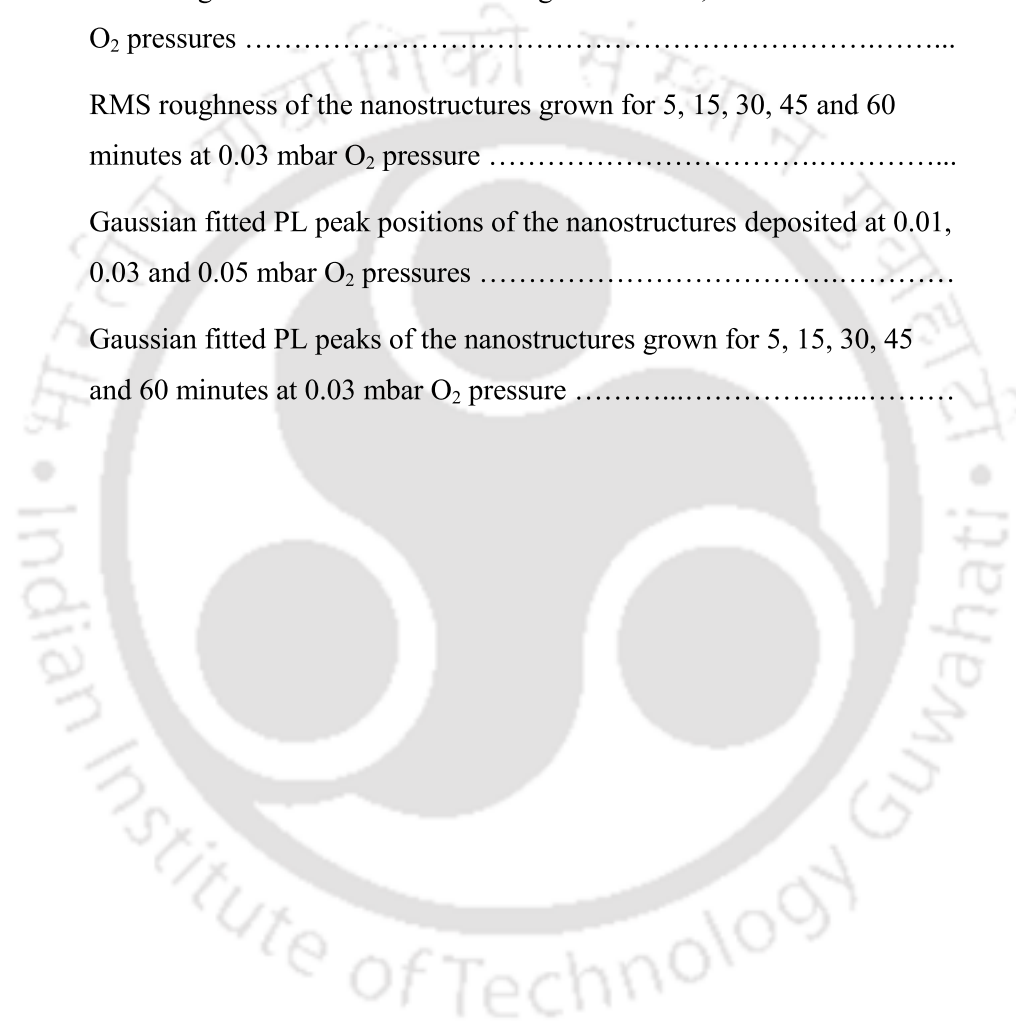 O₂ pressures ……………………………………………………………………...
RMS roughness of the nanostructures grown for 5, 15, 30, 45 and 60
minutes at 0.03 mbar O₂ pressure …………………………………………...
Gaussian fitted PL peak positions of the nanostructures deposited at 0.01,
0.03 and 0.05 mbar O₂ pressures ……………………………………………
Gaussian fitted PL peaks of the nanostructures grown for 5, 15, 30, 45
and 60 minutes at 0.03 mbar O₂ pressure ………...…………..…...………
भारतीय प्रौद्योगिकी संस्थान गुवाहाटी
• Indian Institute of Technology Guwahati •